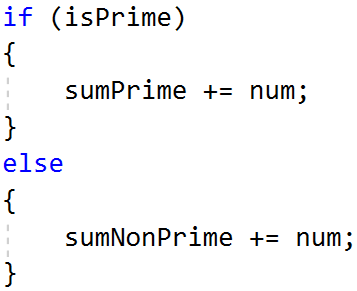 if (isPrime)
{
    sumPrime += num;
}
else
{
    sumNonPrime += num;
}